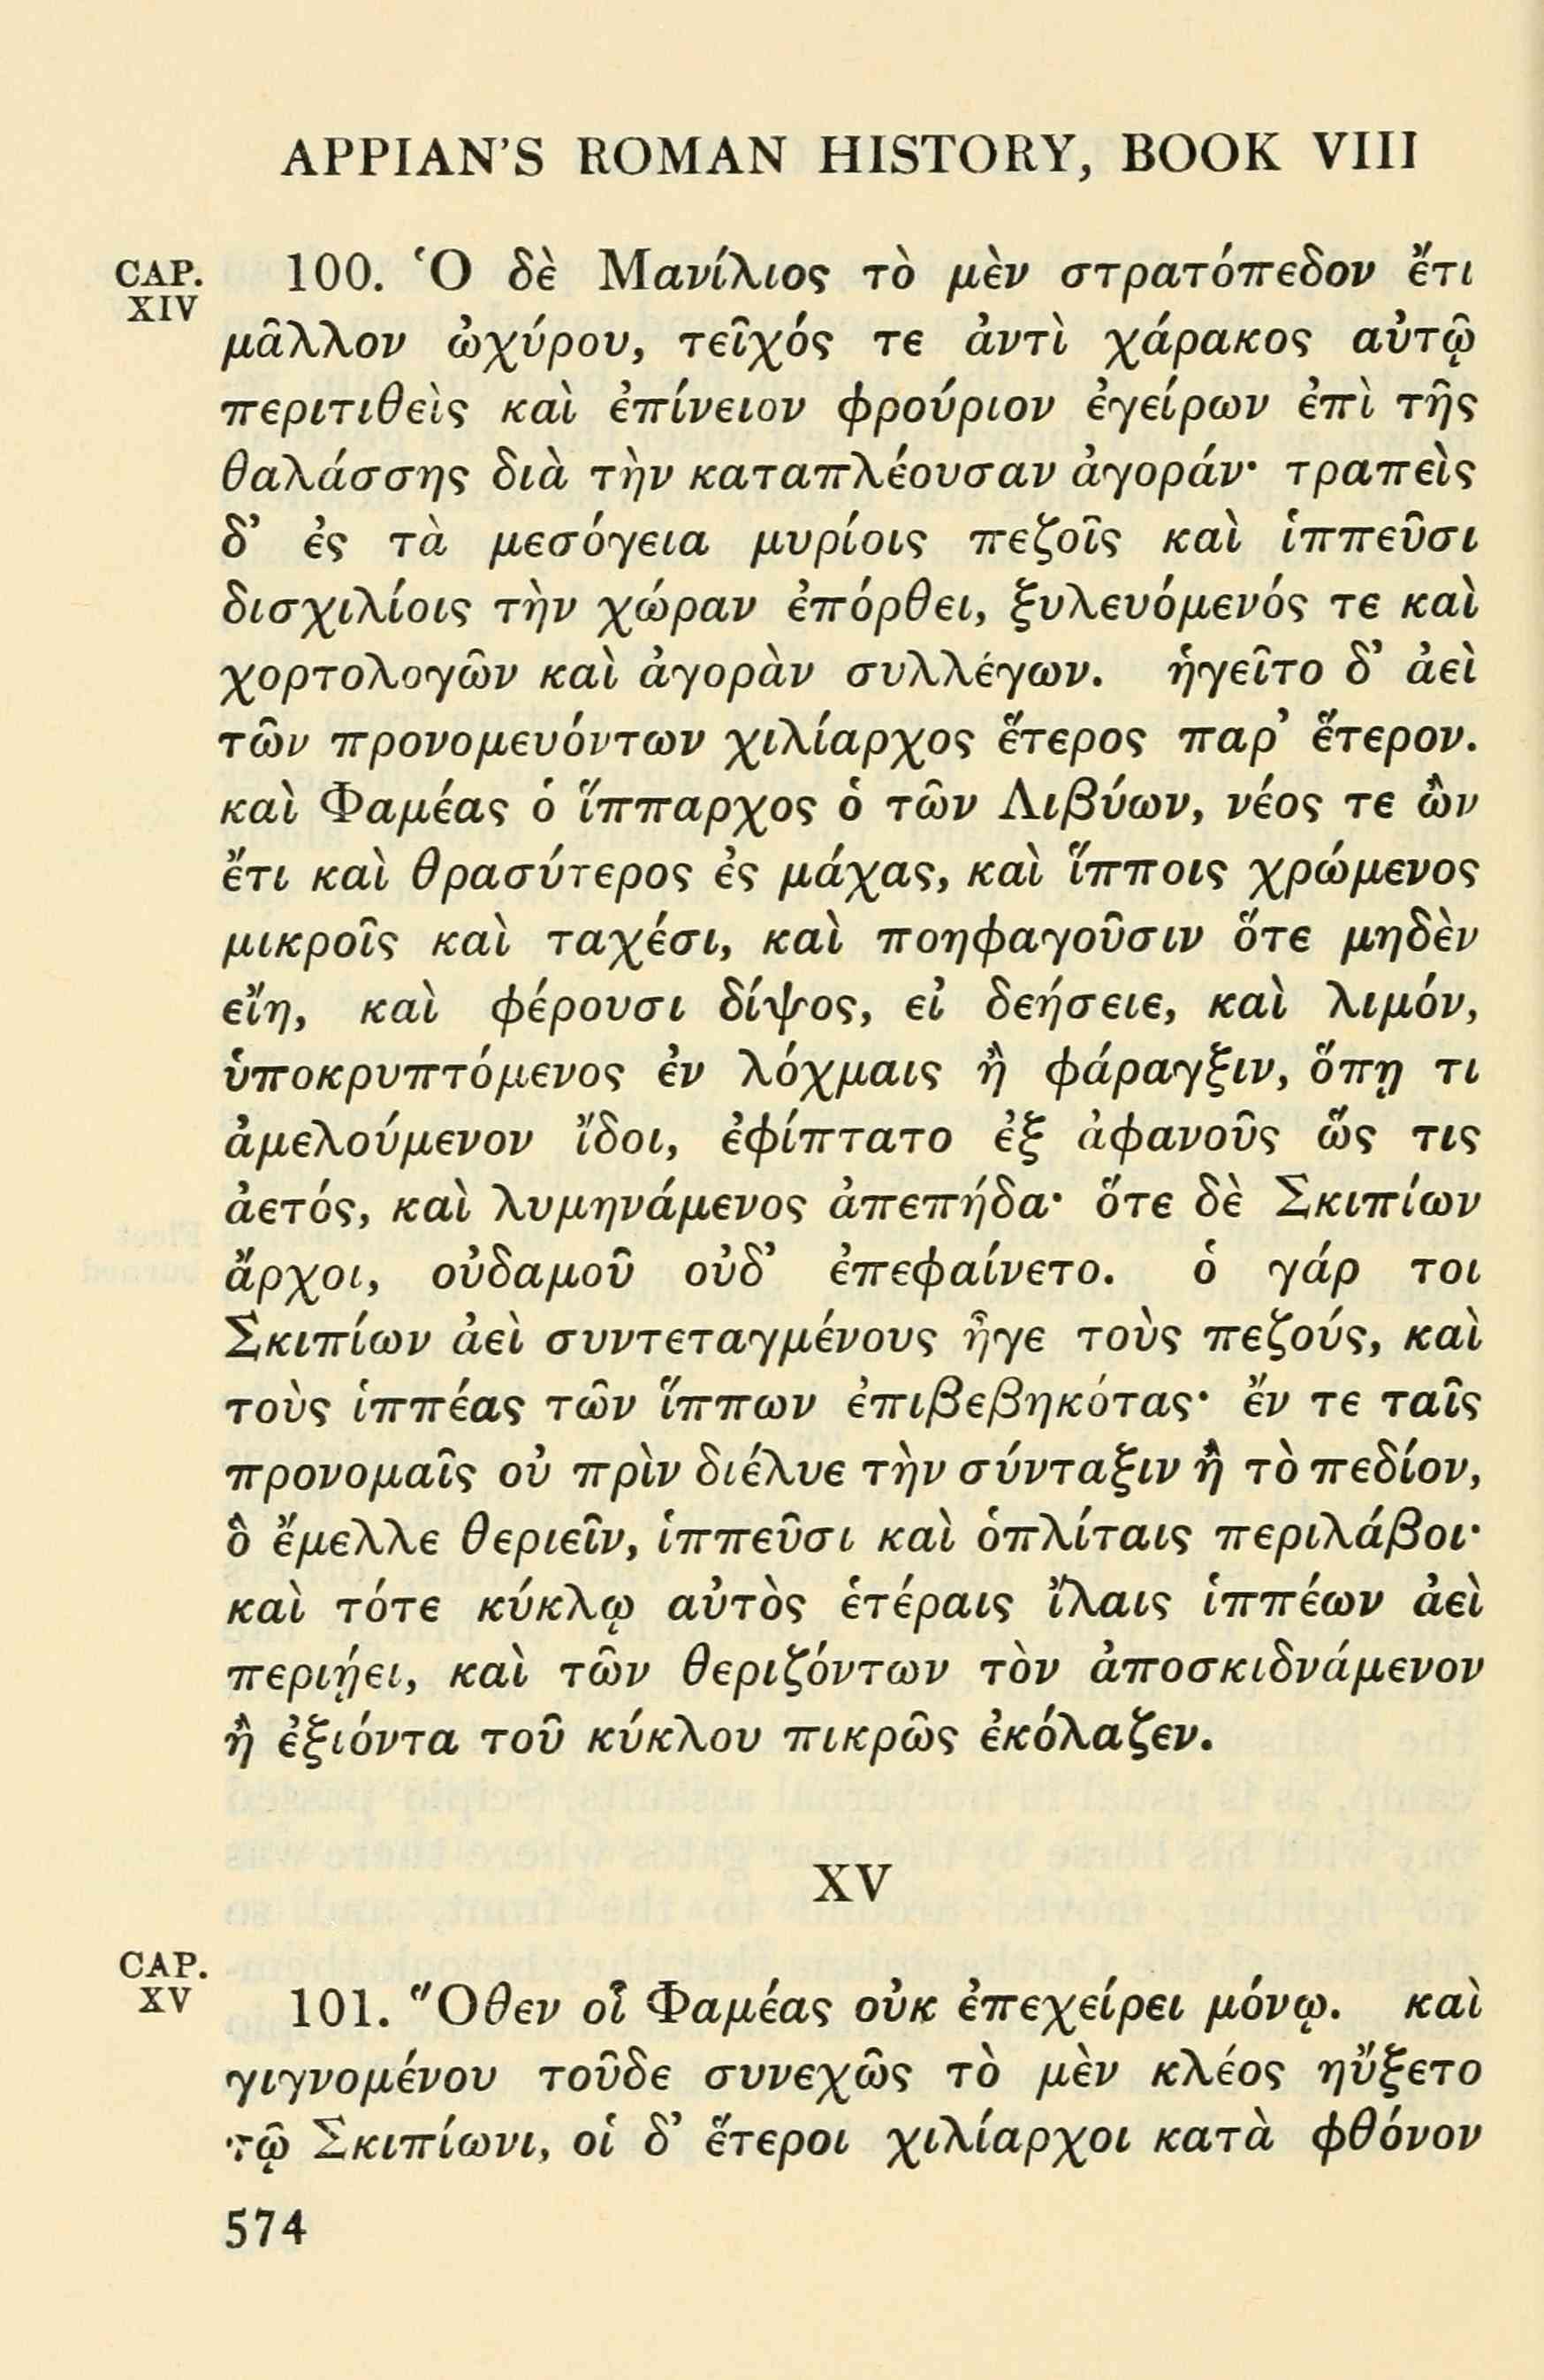 APPIAN'S ROMAN HISTORY, BOOK VIII
CAP.
XIV
100. Ὁ δὲ Μανίλιος τὸ μὲν στρατόπεδον ἔτι
μᾶλλον ὠχύρου, τεῖχός τε ἀντὶ χάρακος αὐτῷ
περιτιθεὶς καὶ ἐπίνειον φρούριον ἐγείρων ἐπὶ τῆς
θαλάσσης διὰ τὴν καταπλέουσαν ἀγοράν· τραπεὶς
δ' ἐς τὰ μεσόγεια μυρίοις πεζοῖς καὶ ἱππεῦσι
δισχιλίοις τὴν χώραν ἐπόρθει, ξυλευόμενός τε καὶ
χορτολογῶν καὶ ἀγορὰν συλλέγων. ἡγεῖτο δ' ἀεὶ
τῶν προνομευόντων χιλίαρχος ἕτερος παρ' ἕτερον.
καὶ Φαμέας ὁ ἵππαρχος ὁ τῶν Λιβύων, νέος τε ὢν
ἔτι καὶ θρασύτερος ἐς μάχας, καὶ ἵπποις χρώμενος
μικροῖς καὶ ταχέσι, καὶ ποηφαγοῦσιν ὅτε μηδὲν
εἴη, καὶ φέρουσι δίψος, εἰ δεήσειε, καὶ λιμόν,
ὑποκρυπτόμενος ἐν λόχμαις ἢ φάραγξιν, ὅπῃ τι
ἀμελούμενον ἴδοι, ἐφίπτατο ἐξ ἀφανοῦς ὥς τις
ἀετός, καὶ λυμηνάμενος ἀπεπήδα· ὅτε δὲ Σκιπίων
ἄρχοι, οὐδαμοῦ οὐδ' ἐπεφαίνετο. ὁ γάρ τοι
Σκιπίων ἀεὶ συντεταγμένους ἦγε τοὺς πεζούς, καὶ
τοὺς ἱππέας τῶν ἵππων ἐπιβεβηκότας· ἔν τε ταῖς
προνομαῖς οὐ πρὶν διέλυε τὴν σύνταξιν ἢ τὸ πεδίον,
ὃ ἔμελλε θεριεῖν, ἱππεῦσι καὶ ὁπλίταις περιλάβοι·
καὶ τότε κύκλῳ αὐτὸς ἑτέραις ἴλαις ἱππέων ἀεὶ
περιῄει, καὶ τῶν θεριζόντων τὸν ἀποσκιδνάμενον
ἢ ἐξιόντα τοῦ κύκλου πικρῶς ἐκόλαζεν.
XV
CAP.
XV
101. Ὅθεν οἷ Φαμέας οὐκ ἐπεχείρει μόνῳ. καὶ
γιγνομένου τοῦδε συνεχῶς τὸ μὲν κλέος ηὔξετο
τῷ Σκιπίωνι, οἱ δ' ἕτεροι χιλίαρχοι κατὰ φθόνον
574